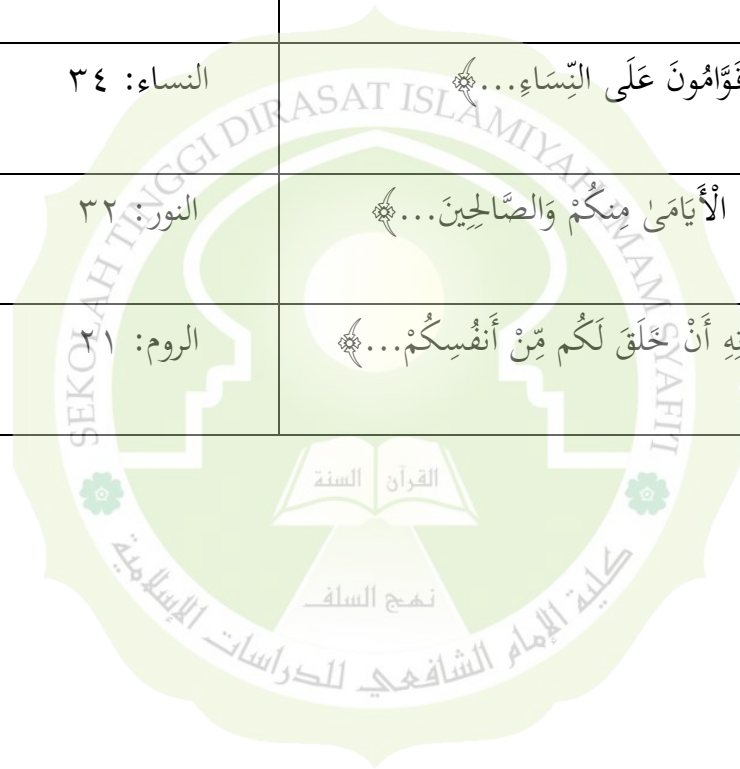 قَوَّامُونَ عَلَى النِّسَاءِ...﴾ النساء: ٣٤
الْأَيَامَىٰ مِنكُمْ وَالصَّالِحِينَ...﴾ النور: ٣٢
أَنْ خَلَقَ لَكُم مِّنْ أَنفُسِكُمْ...﴾ الروم: ٢١
SEKOLAH TINGGI DIRASAT ISLAMIYAH IMAM SYAFI'I
القرآن السنة
نهج السلف
كلية الإمام الشافعي للدراسات الإسلامية